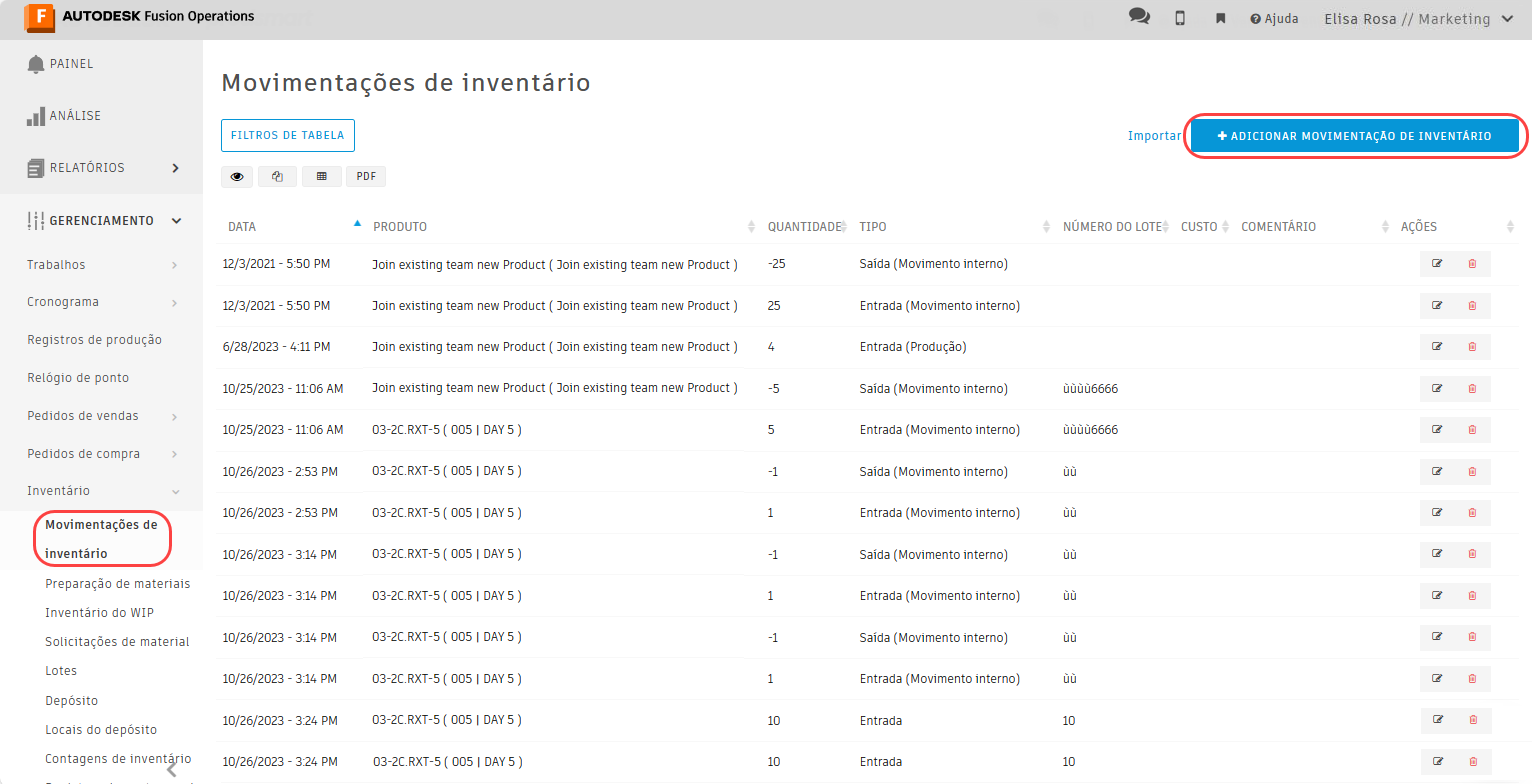 AUTODESK Fusion Operations
Ajuda
Elisa Rosa // Marketing
PAINEL
ANÁLISE
RELATÓRIOS
GERENCIAMENTO
Trabalhos
Cronograma
Registros de produção
Relógio de ponto
Pedidos de vendas
Pedidos de compra
Inventário
Movimentações de
inventário
Preparação de materiais
Inventário do WIP
Solicitações de material
Lotes
Depósito
Locais do depósito
Contagens de inventário
Movimentações de inventário
FILTROS DE TABELA
Importar
+ ADICIONAR MOVIMENTAÇÃO DE INVENTÁRIO
PDF
DATA PRODUTO QUANTIDADE TIPO NÚMERO DO LOTE CUSTO COMENTÁRIO AÇÕES
12/3/2021 - 5:50 PM Join existing team new Product ( Join existing team new Product ) -25 Saída (Movimento interno)
12/3/2021 - 5:50 PM Join existing team new Product ( Join existing team new Product ) 25 Entrada (Movimento interno)
6/28/2023 - 4:11 PM Join existing team new Product ( Join existing team new Product ) 4 Entrada (Produção)
10/25/2023 - 11:06 AM Join existing team new Product ( Join existing team new Product ) -5 Saída (Movimento interno) ùùùù6666
10/25/2023 - 11:06 AM 03-2C.RXT-5 ( 005 | DAY 5 ) 5 Entrada (Movimento interno) ùùùù6666
10/26/2023 - 2:53 PM 03-2C.RXT-5 ( 005 | DAY 5 ) -1 Saída (Movimento interno) ùù
10/26/2023 - 2:53 PM 03-2C.RXT-5 ( 005 | DAY 5 ) 1 Entrada (Movimento interno) ùù
10/26/2023 - 3:14 PM 03-2C.RXT-5 ( 005 | DAY 5 ) -1 Saída (Movimento interno) ùù
10/26/2023 - 3:14 PM 03-2C.RXT-5 ( 005 | DAY 5 ) 1 Entrada (Movimento interno) ùù
10/26/2023 - 3:14 PM 03-2C.RXT-5 ( 005 | DAY 5 ) -1 Saída (Movimento interno) ùù
10/26/2023 - 3:14 PM 03-2C.RXT-5 ( 005 | DAY 5 ) 1 Entrada (Movimento interno) ùù
10/26/2023 - 3:24 PM 03-2C.RXT-5 ( 005 | DAY 5 ) 10 Entrada 10
10/26/2023 - 3:24 PM 03-2C.RXT-5 ( 005 | DAY 5 ) 10 Entrada 10